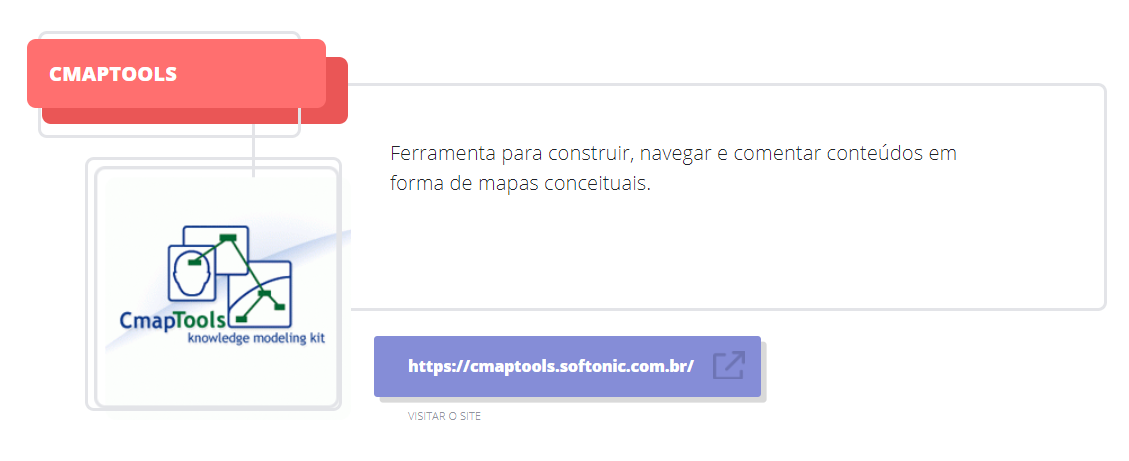 CMAPTOOLS
Ferramenta para construir, navegar e comentar conteúdos em
forma de mapas conceituais.
CmapTools
knowledge modeling kit
https://cmaptools.softonic.com.br/
VISITAR O SITE